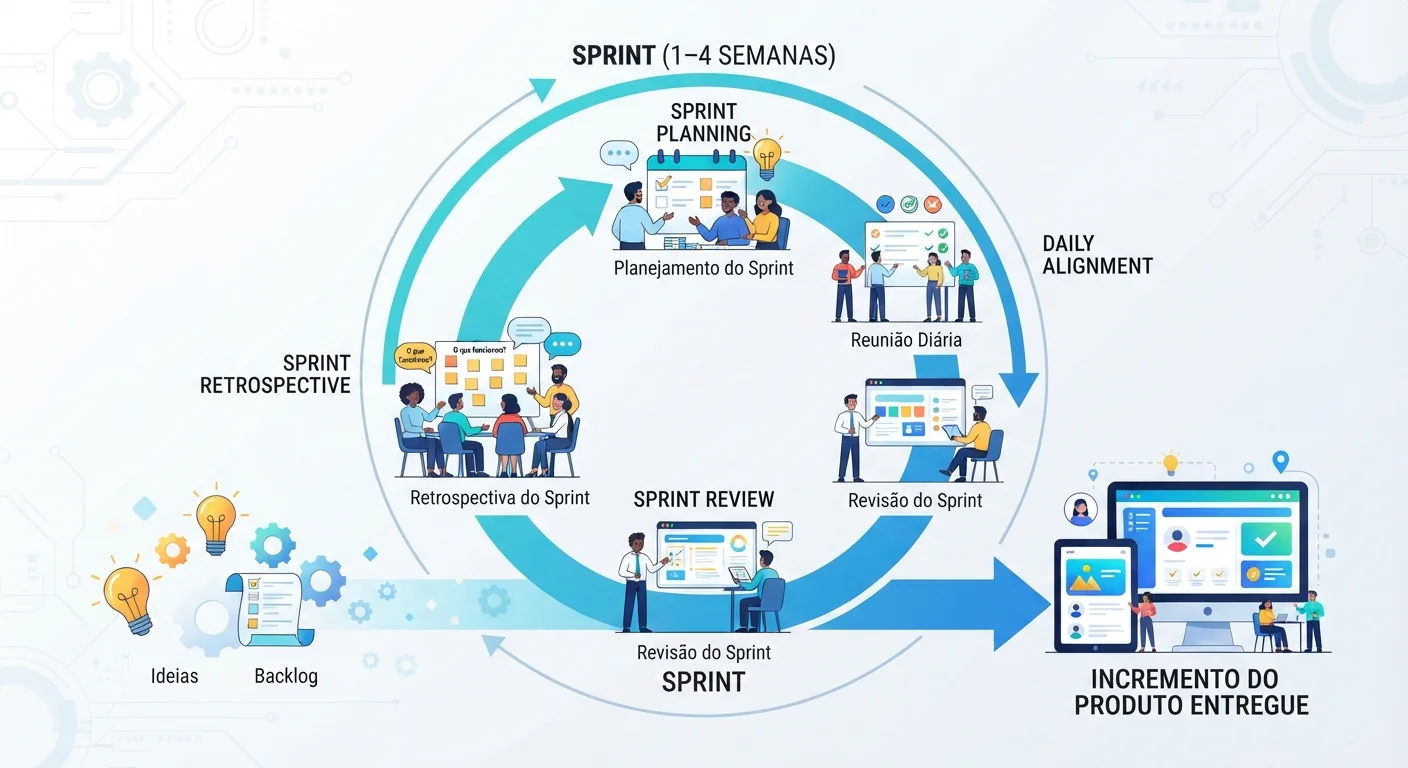 SPRINT (1–4 SEMANAS)
SPRINT
PLANNING
Planejamento do Sprint
DAILY
ALIGNMENT
Reunião Diária
SPRINT
RETROSPECTIVE
O que
O que funcionou?
Retrospectiva do Sprint
Revisão do Sprint
SPRINT REVIEW
Revisão do Sprint
SPRINT
Ideias
Backlog
INCREMENTO DO
PRODUTO ENTREGUE